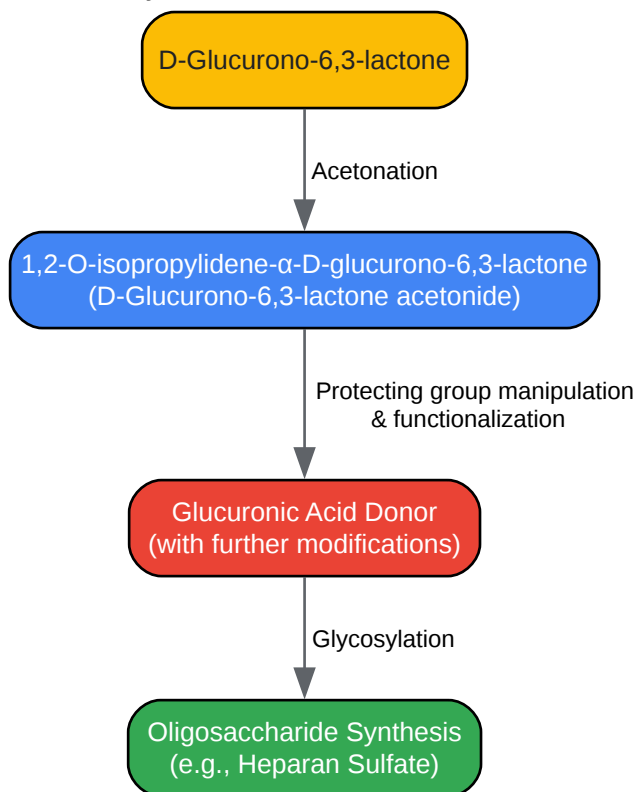 D-Glucurono-6,3-lactone
Acetonation
1,2-O-isopropylidene-α-D-glucurono-6,3-lactone
(D-Glucurono-6,3-lactone acetonide)
Protecting group manipulation
& functionalization
Glucuronic Acid Donor
(with further modifications)
Glycosylation
Oligosaccharide Synthesis
(e.g., Heparan Sulfate)